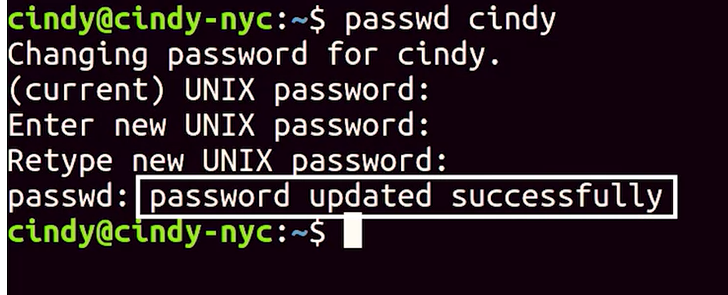 cindy@cindy-nyc:~$ passwd cindy
Changing password for cindy.
(current) UNIX password:
Enter new UNIX password:
Retype new UNIX password:
passwd: password updated successfully
cindy@cindy-nyc:~$